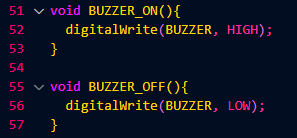 51 void BUZZER_ON(){
52   digitalWrite(BUZZER, HIGH);
53 }
54
55 void BUZZER_OFF(){
56   digitalWrite(BUZZER, LOW);
57 }